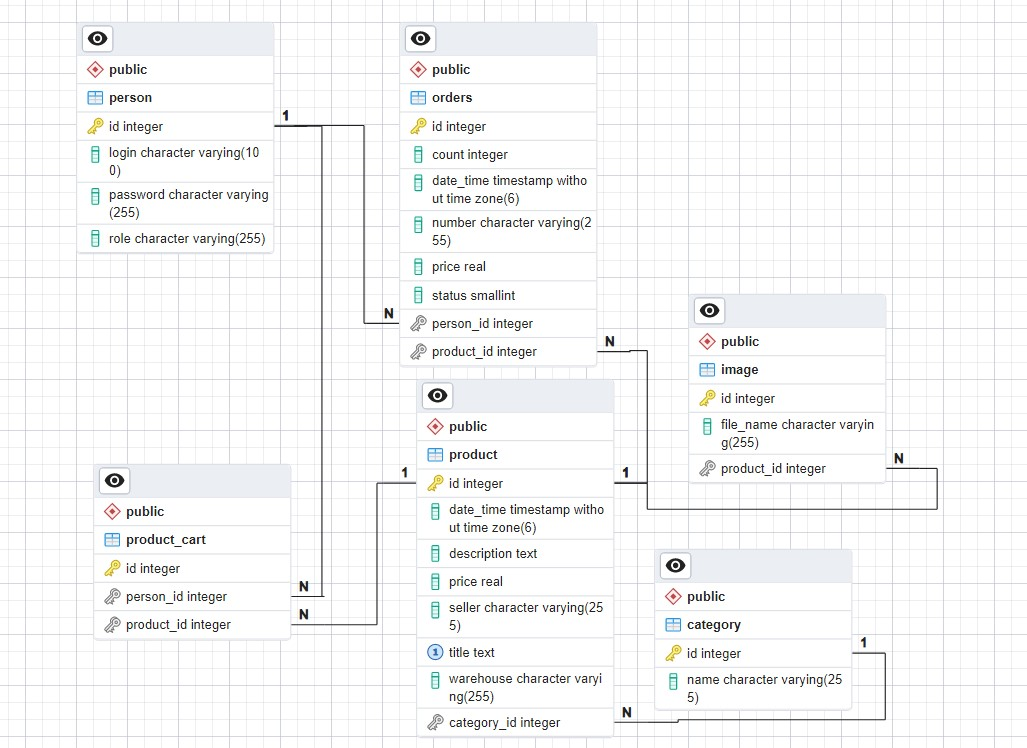 public
person
id integer
login character varying(10
0)
password character varying
(255)
role character varying(255)
1
public
orders
id integer
count integer
date_time timestamp witho
ut time zone(6)
number character varying(2
55)
price real
status smallint
N
person_id integer
product_id integer
N
public
image
id integer
file_name character varyin
g(255)
product_id integer
N
public
product
1
id integer
1
date_time timestamp witho
ut time zone(6)
description text
price real
seller character varying(25
5)
1 title text
warehouse character varyi
ng(255)
category_id integer
N
public
product_cart
id integer
person_id integer
N
product_id integer
N
public
category
id integer
1
name character varying(25
5)